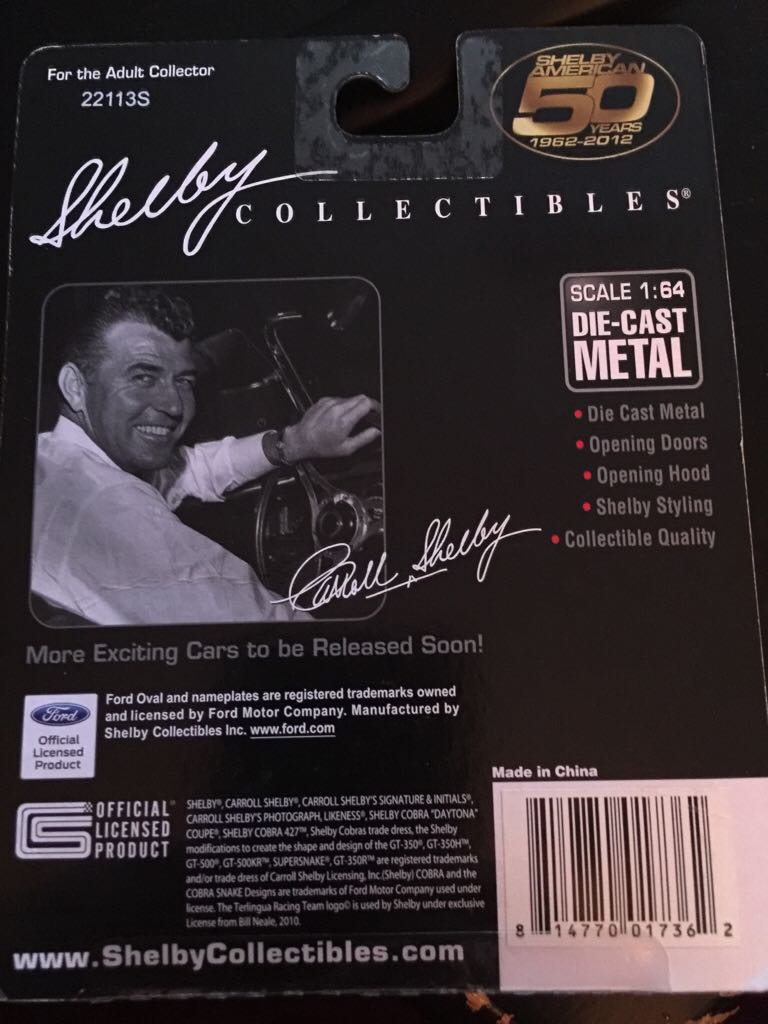 For the Adult Collector
22113S
SHELBY
AMERICAN
50
YEARS
1962-2012
Shelby
COLLECTIBLES®
SCALE 1:64
DIE-CAST
METAL
• Die Cast Metal
• Opening Doors
• Opening Hood
• Shelby Styling
• Collectible Quality
Carroll Shelby
More Exciting Cars to be Released Soon!
Ford
Official
Licensed
Product
Ford Oval and nameplates are registered trademarks owned
and licensed by Ford Motor Company. Manufactured by
Shelby Collectibles Inc. www.ford.com
Made in China
CS
OFFICIAL
LICENSED
PRODUCT
SHELBY®, CARROLL SHELBY®, CARROLL SHELBY'S SIGNATURE & INITIALS®,
CARROLL SHELBY'S PHOTOGRAPH, LIKENESS®, SHELBY COBRA "DAYTONA"
COUPE®, SHELBY COBRA 427™, Shelby Cobras trade dress, the Shelby
modifications to create the shape and design of the GT-350®, GT-350H™,
GT-500®, GT-500KR™, SUPERSNAKE®, GT-350R™ are registered trademarks
and/or trade dress of Carroll Shelby Licensing, Inc.(Shelby) COBRA and the
COBRA SNAKE Designs are trademarks of Ford Motor Company used under
license. The Terlingua Racing Team logo© is used by Shelby under exclusive
License from Bill Neale, 2010.
8 14770 01736 2
www.ShelbyCollectibles.com